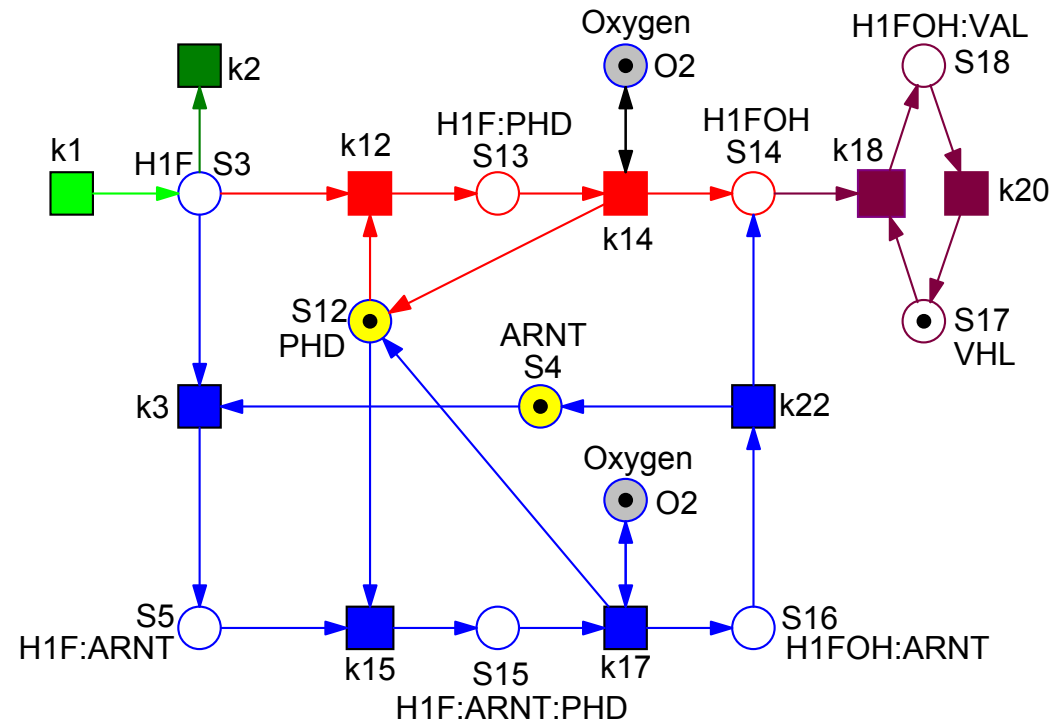 Oxygen
O2
H1FOH:VAL
S18
k2
k1
H1F
S3
k12
H1F:PHD
S13
k14
H1FOH
S14
k18
k20
S12
PHD
ARNT
S4
S17
VHL
k3
k22
Oxygen
O2
S5
H1F:ARNT
k15
S15
H1F:ARNT:PHD
k17
S16
H1FOH:ARNT